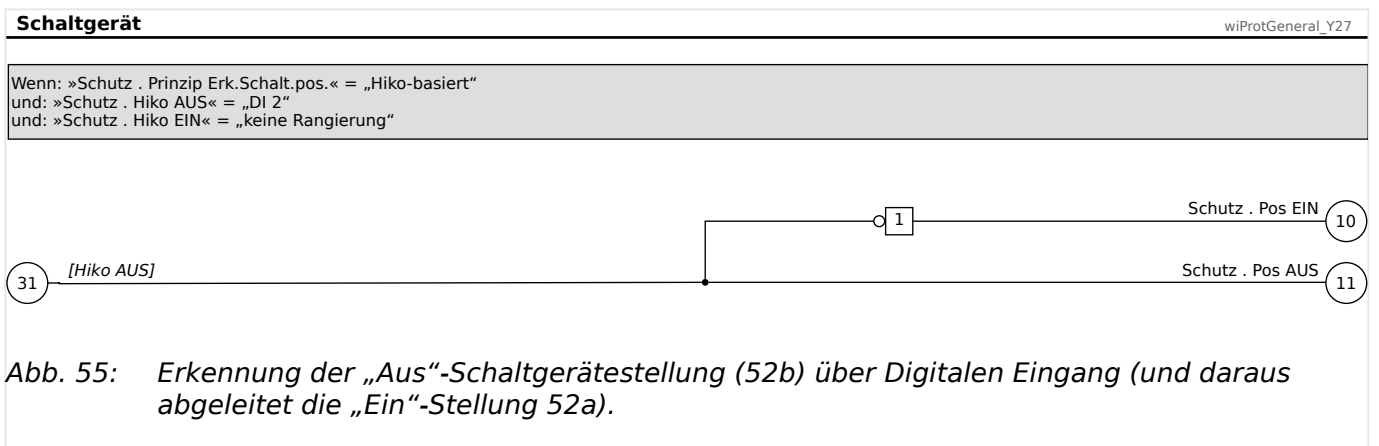 Schaltgerät
wiProtGeneral_Y27
Wenn: »Schutz . Prinzip Erk.Schalt.pos.« = „Hiko-basiert“
und: »Schutz . Hiko AUS« = „DI 2“
und: »Schutz . Hiko EIN« = „keine Rangierung“
1
Schutz . Pos EIN
10
31
[Hiko AUS]
Schutz . Pos AUS
11
Abb. 55: Erkennung der „Aus“-Schaltgerätestellung (52b) über Digitalen Eingang (und daraus
abgeleitet die „Ein“-Stellung 52a).